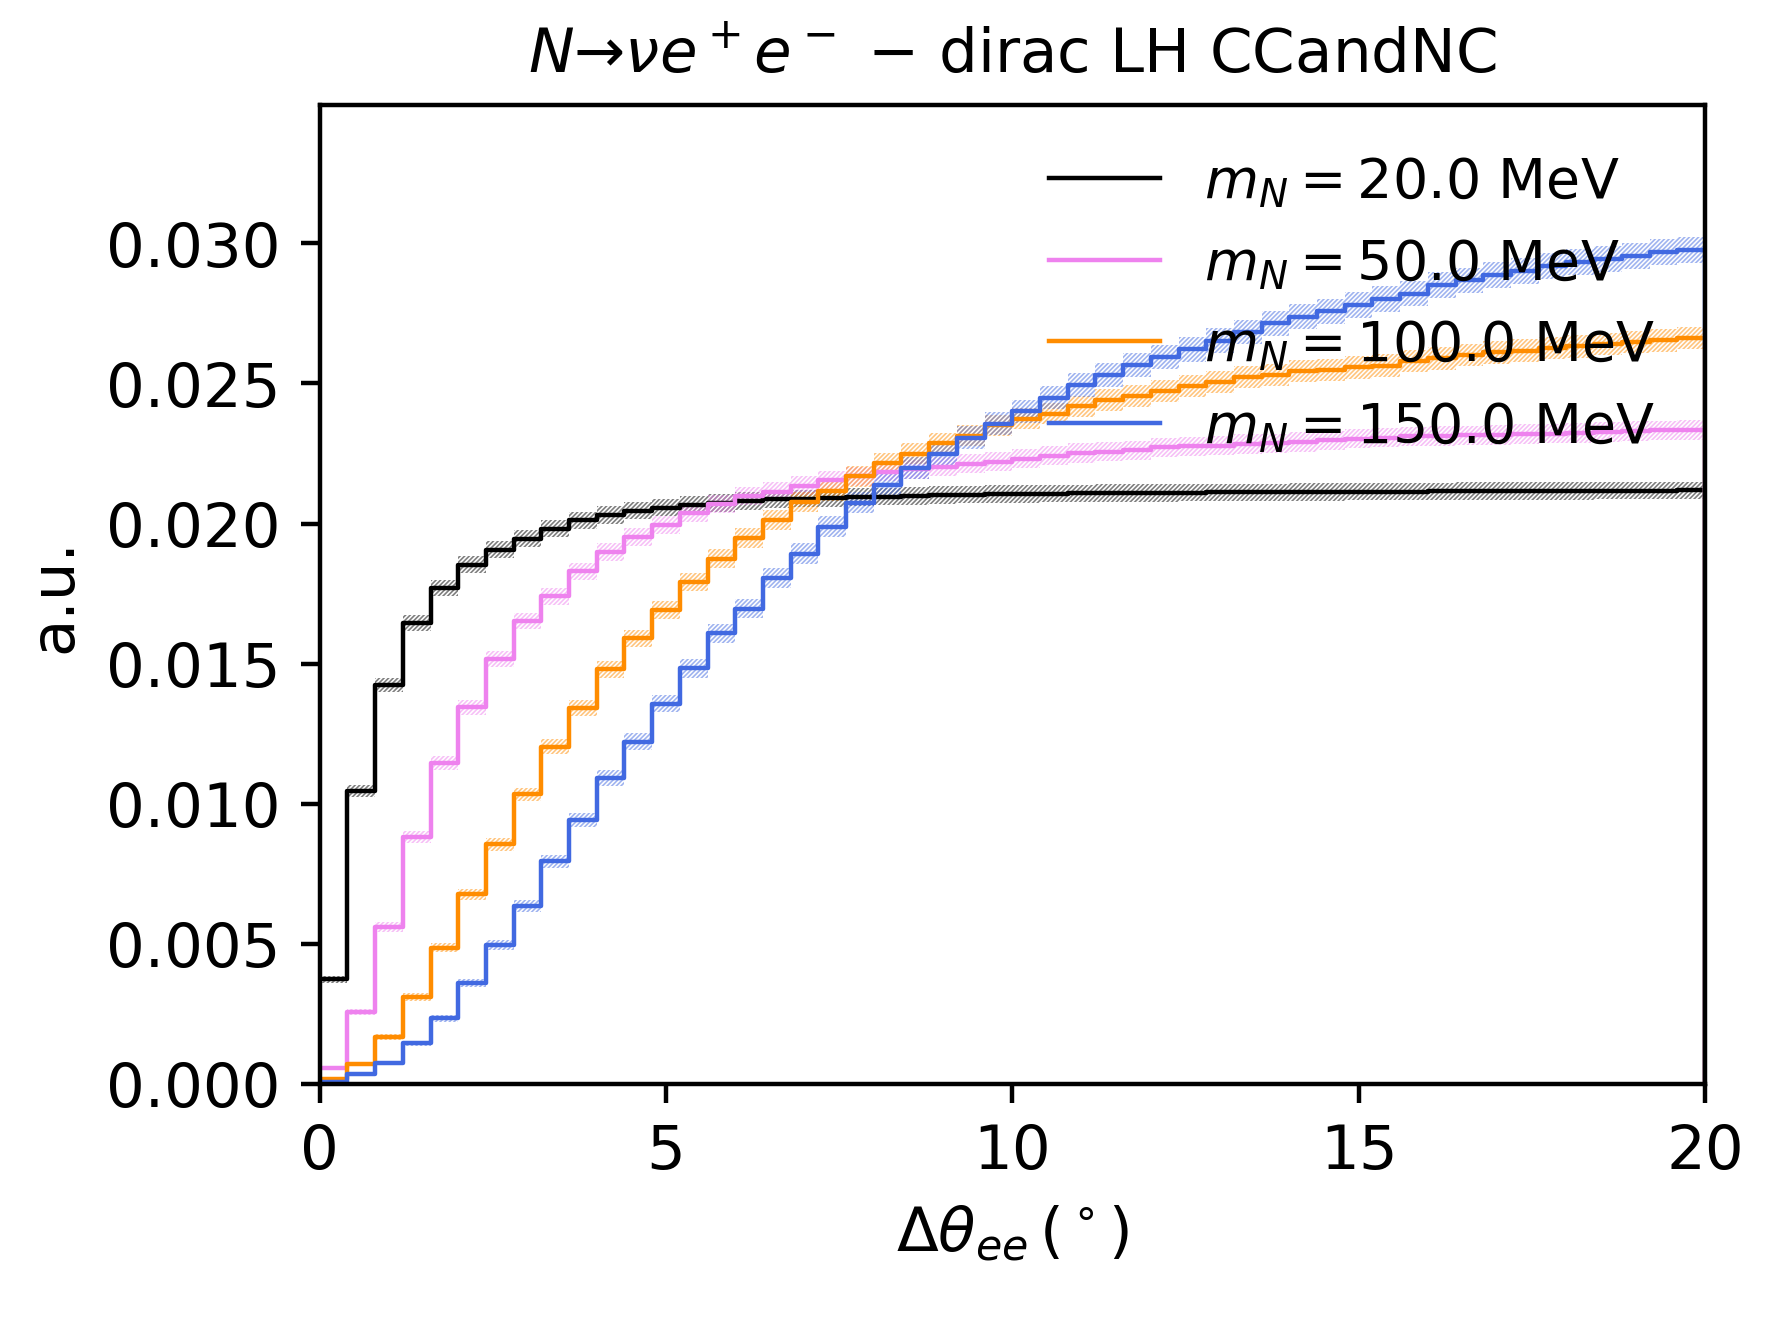 N→νe⁺e⁻ − dirac LH CCandNC
m_N = 20.0 MeV
m_N = 50.0 MeV
m_N = 100.0 MeV
m_N = 150.0 MeV
a.u.
0.030
0.025
0.020
0.015
0.010
0.005
0.000
0 5 10 15 20
Δθ_ee (°)